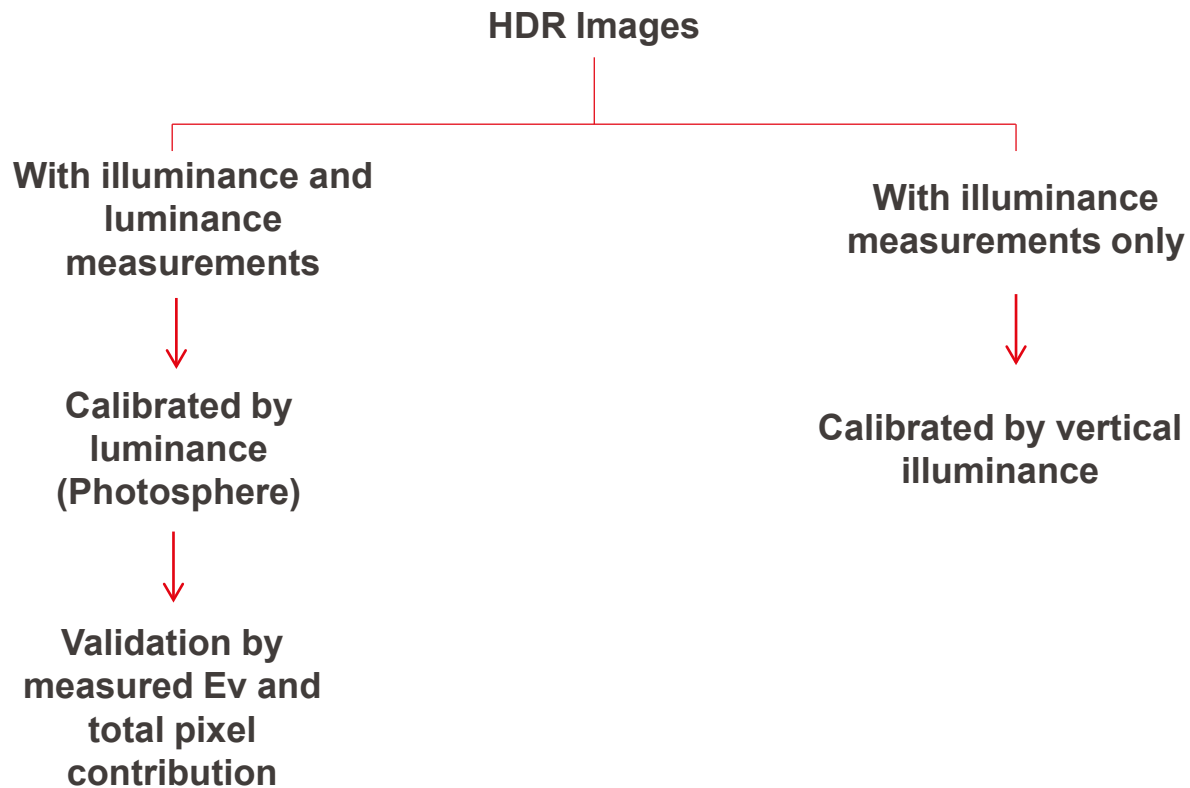 HDR Images
With illuminance and
luminance
measurements
Calibrated by
luminance
(Photosphere)
Validation by
measured Ev and
total pixel
contribution
With illuminance
measurements only
Calibrated by vertical
illuminance